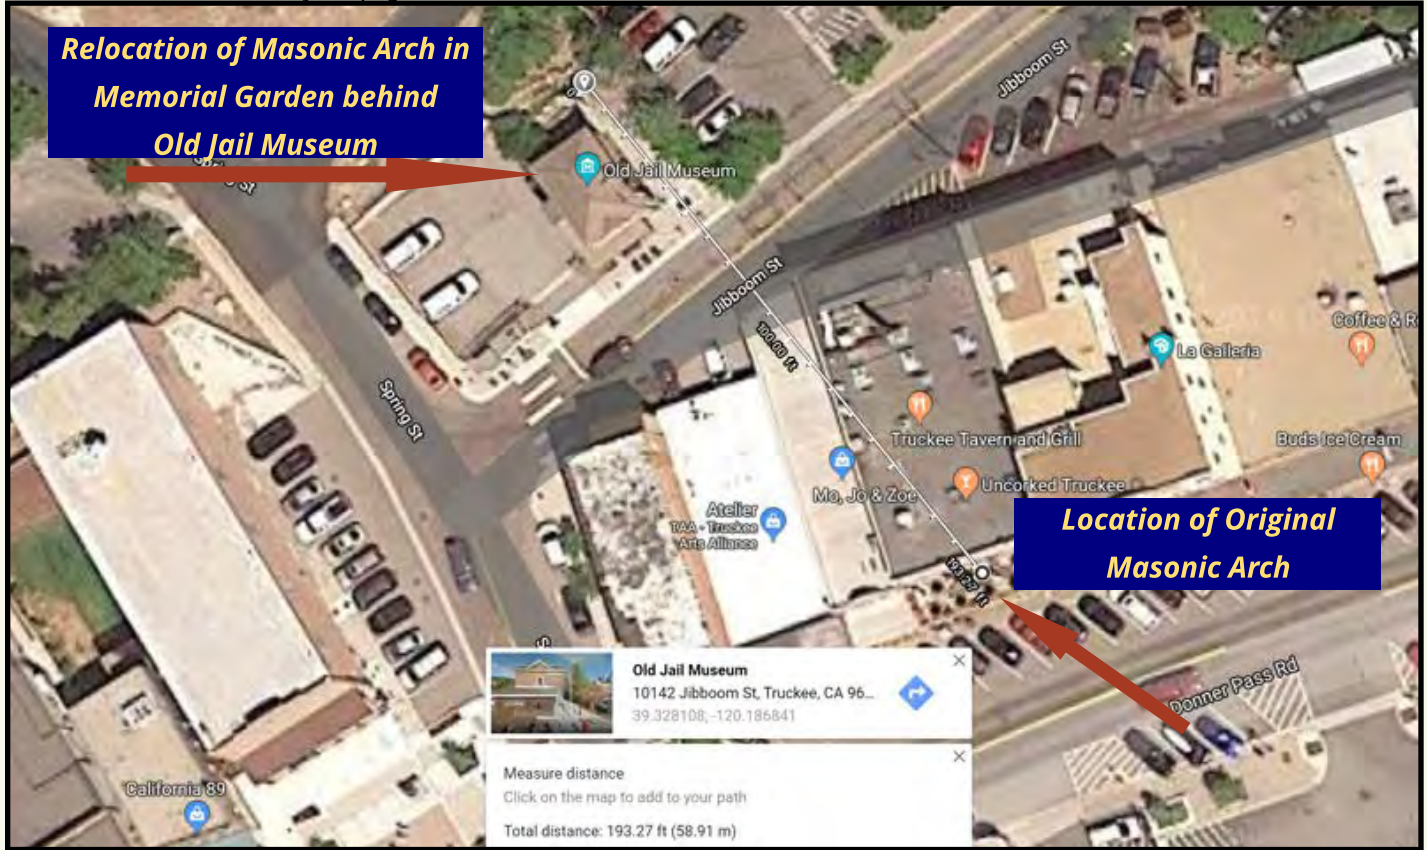 Relocation of Masonic Arch in
Memorial Garden behind
Old Jail Museum
Jibboom St
Spring St
Old Jail Museum
Jibboom St
100.00 ft
Coffee & R
La Galleria
Spring St
Truckee Tavern and Grill
Buds Ice Cream
Mo, Jo & Zoe
Uncorked Truckee
Atelier
TAA - Truckee
Arts Alliance
Location of Original
Masonic Arch
193.27 ft
S
Donner Pass Rd
Old Jail Museum
10142 Jibboom St, Truckee, CA 96...
39.328108, -120.186841
Measure distance
Click on the map to add to your path
Total distance: 193.27 ft (58.91 m)
California 89